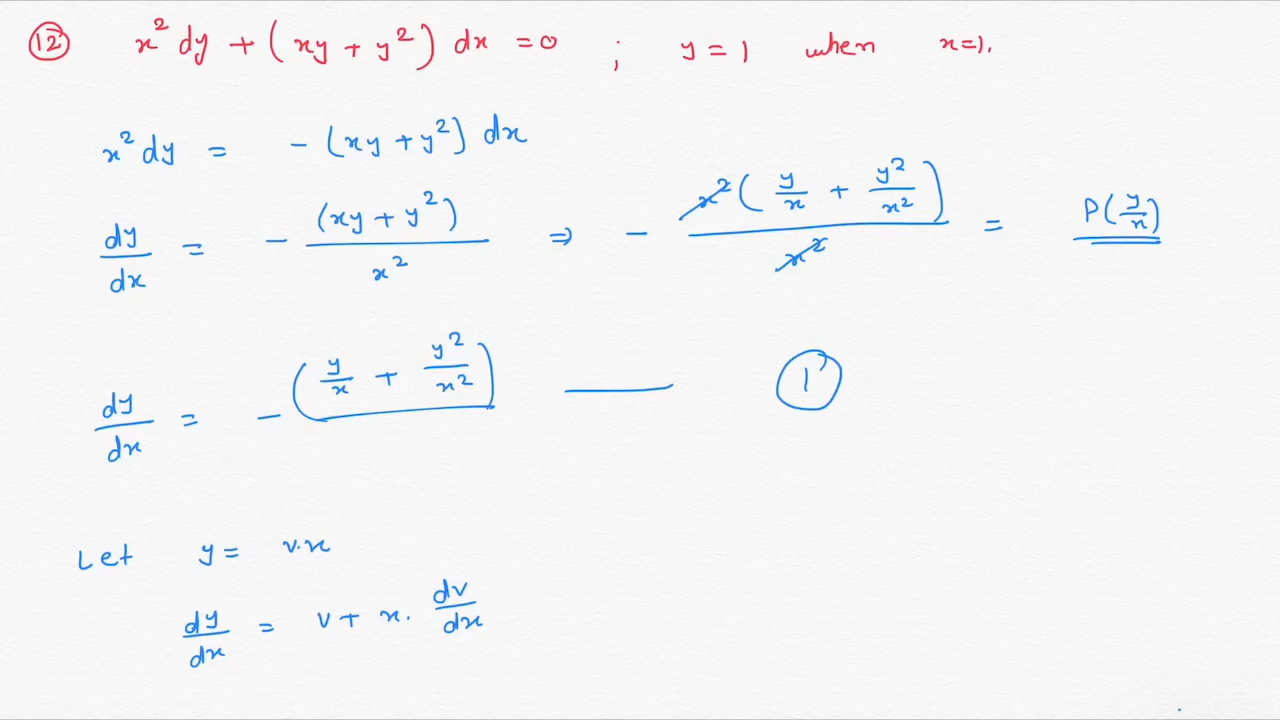 (12) x² dy + (xy + y²) dx = 0 ; y = 1 when x = 1.
x² dy = - (xy + y²) dx
dy/dx = - (xy + y²)/x² ⇒ - x²(y/x + y²/x²)/x² = P(y/x)
dy/dx = - (y/x + y²/x²) —— (1)
Let y = v.x
dy/dx = v + x. dv/dx